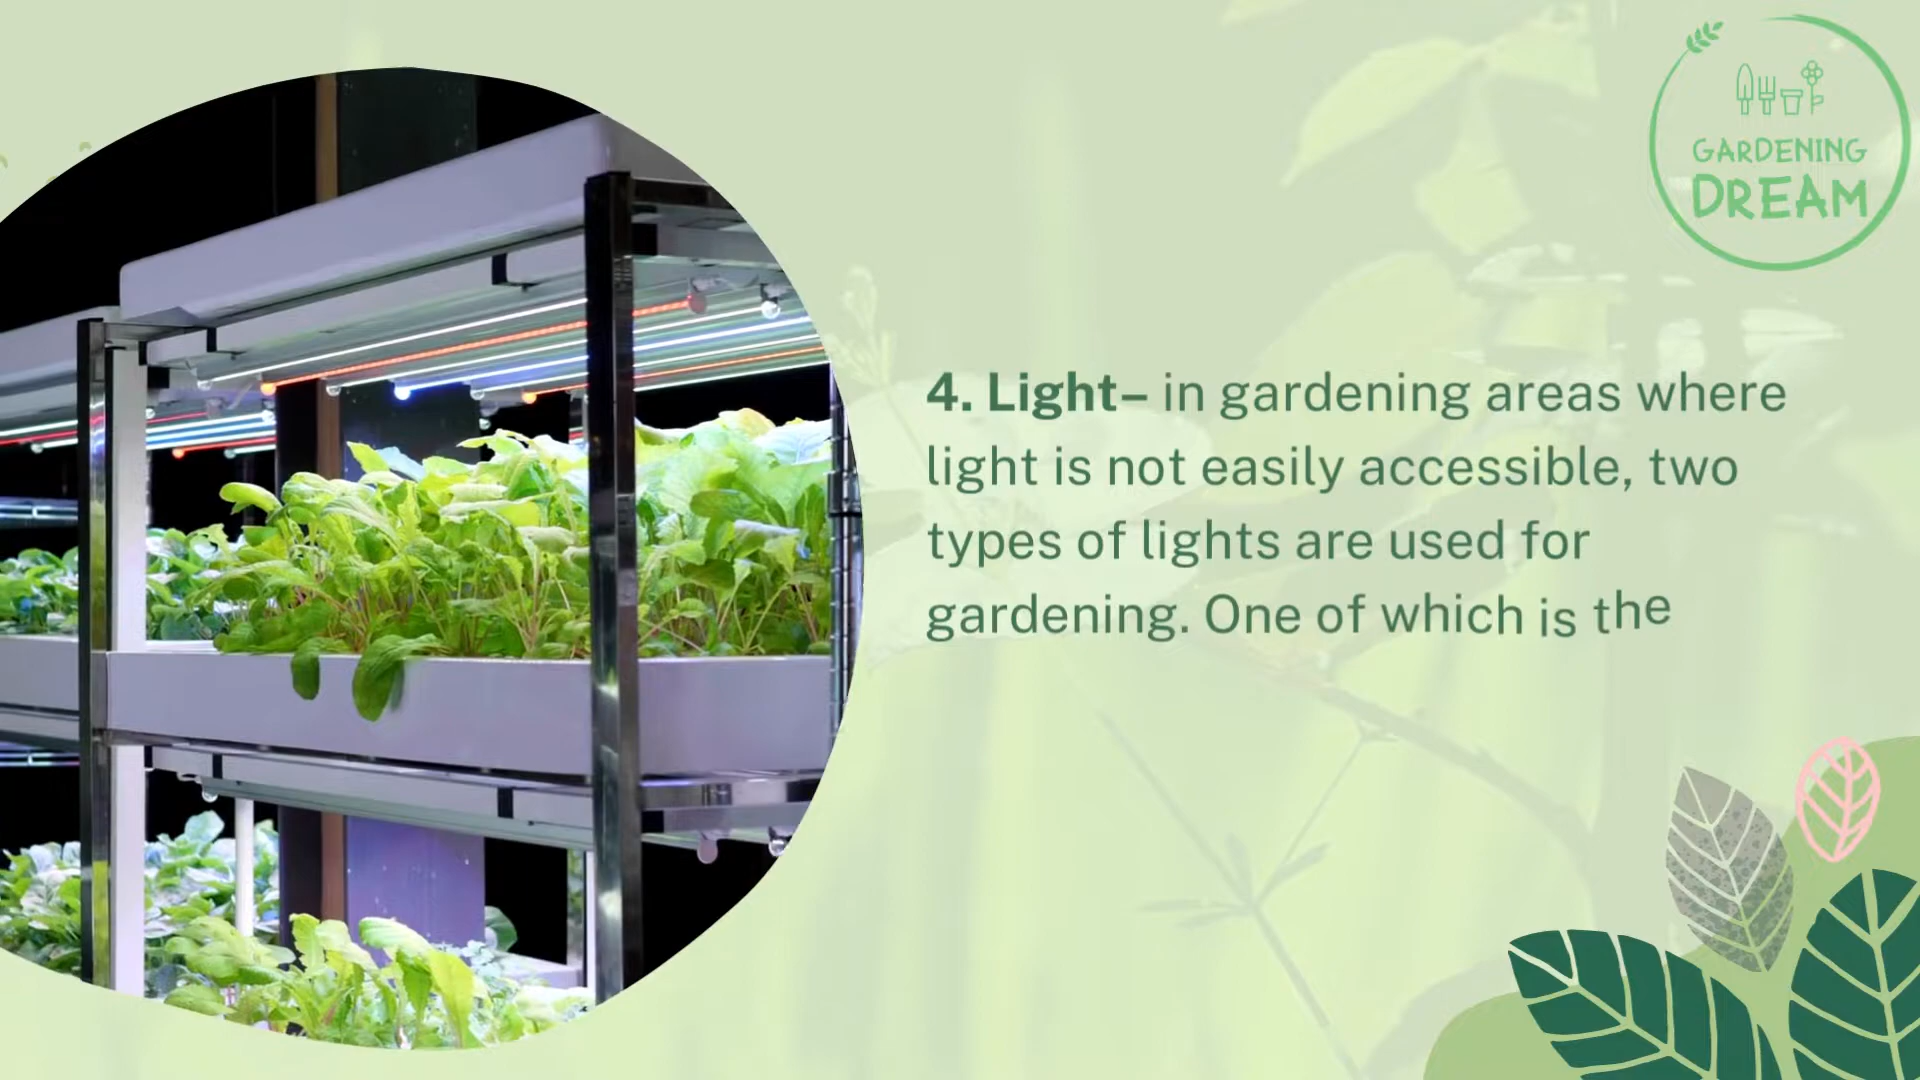 GARDENING
DREAM
4. Light– in gardening areas where
light is not easily accessible, two
types of lights are used for
gardening. One of which is the